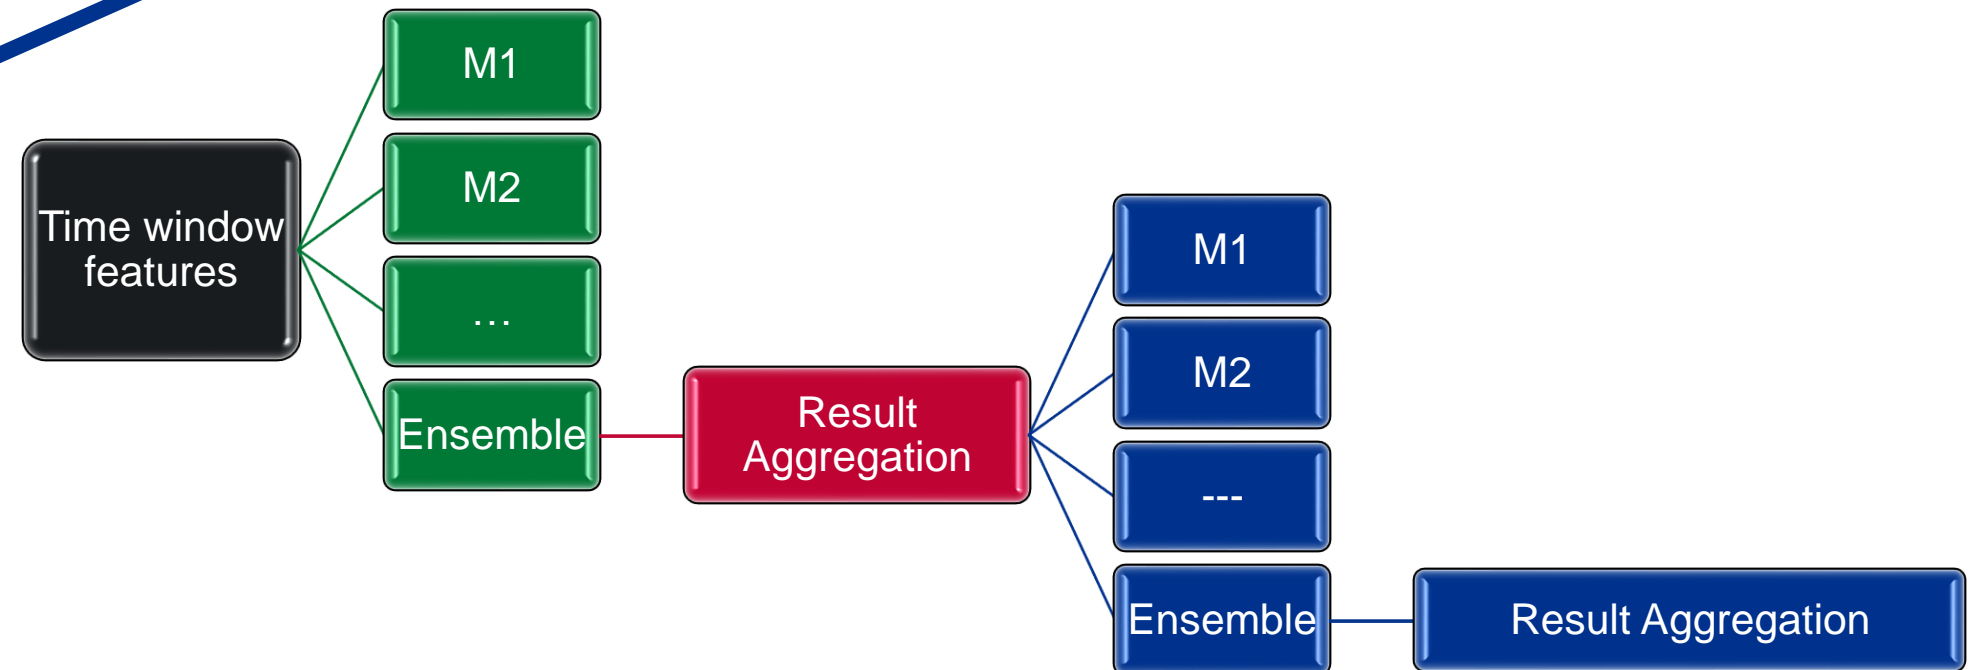 M1
M2
Time window
features
…
Ensemble
Result
Aggregation
M1
M2
---
Ensemble
Result Aggregation